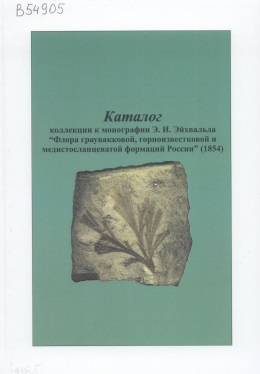 B54905
Каталог
коллекции к монографии Э. И. Эйхвальда
“Флора граувакковой, горноизвестковой и
медистосланцеватой формаций России” (1854)